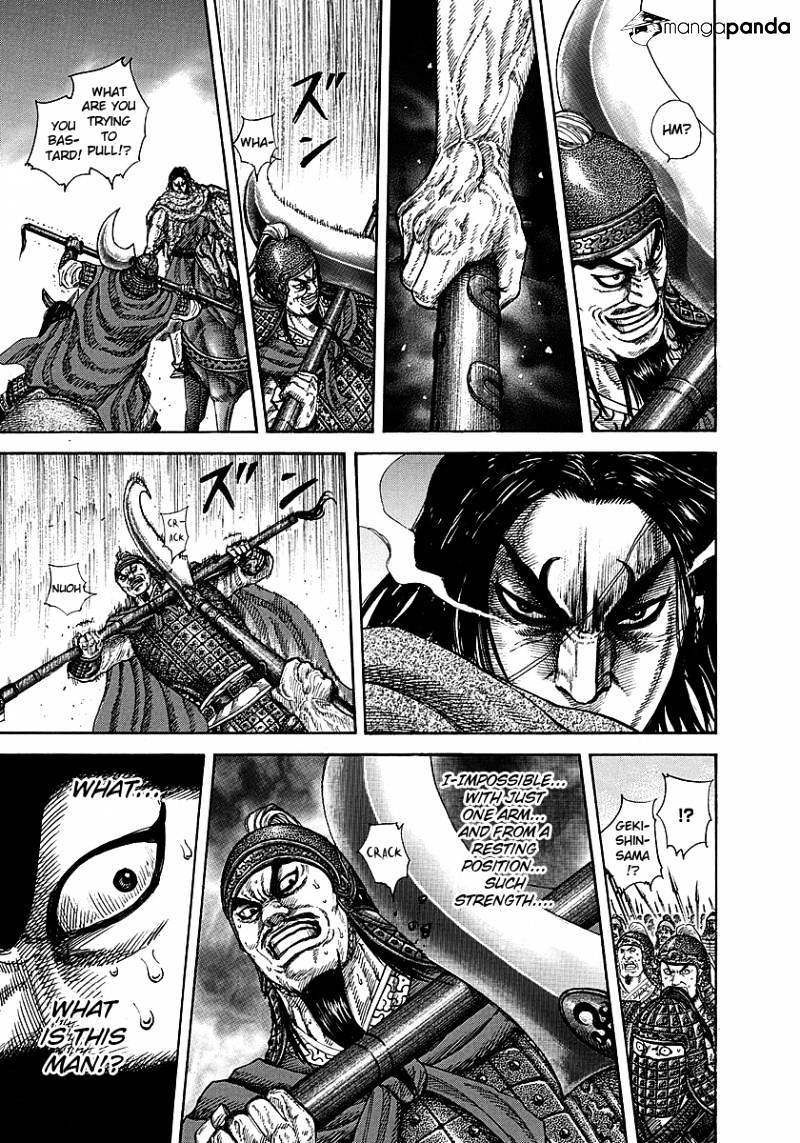 mangapanda
HM?
ズン
WHA-
WHAT
ARE YOU
TRYING
TO
PULL!?
YOU
BAS-
TARD!
ズン
CR-
ACK
NUOH
!?
GEKI-
SHIN-
SAMA
!?
I-IMPOSSIBLE...
WITH JUST
ONE ARM...
AND FROM A
RESTING
POSITION...
SUCH
STRENGTH....
CRACK
WHAT...
WHAT
IS THIS
MAN!?